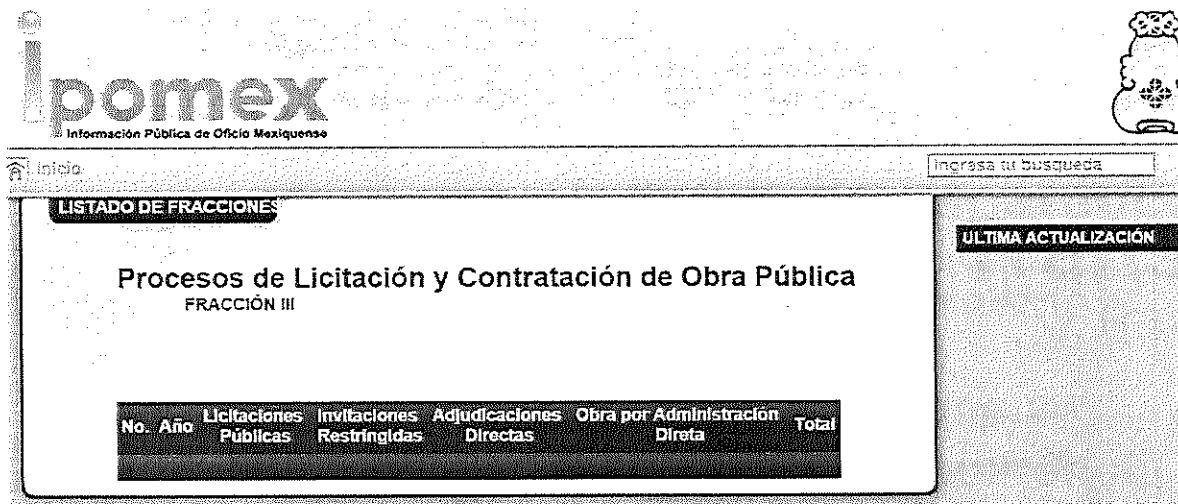 ipomex
Información Pública de Oficio Mexiquense
Inicio
Ingresa tu busqueda
LISTADO DE FRACCIONES
ULTIMA ACTUALIZACIÓN
Procesos de Licitación y Contratación de Obra Pública
FRACCIÓN III
No. Año Licitaciones Públicas Invitaciones Restringidas Adjudicaciones Directas Obra por Administración Direta Total